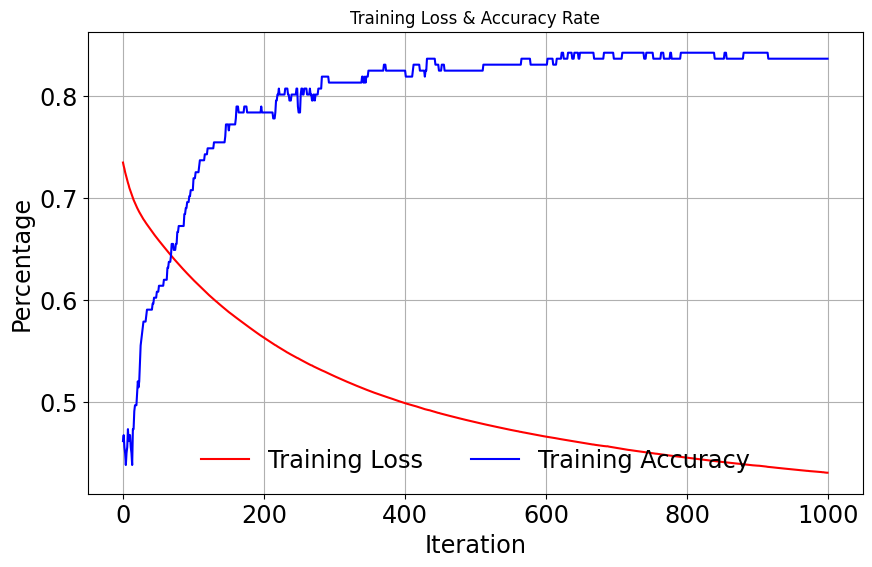 Training Loss & Accuracy Rate
Percentage
0.8
0.7
0.6
0.5
Training Loss
Training Accuracy
0 200 400 600 800 1000
Iteration